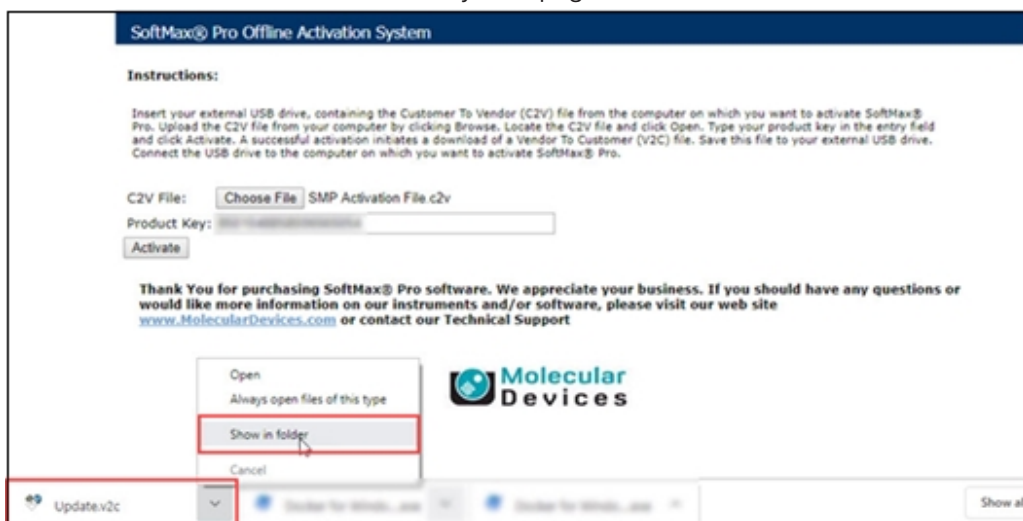 SoftMax® Pro Offline Activation System
Instructions:
Insert your external USB drive, containing the Customer To Vendor (C2V) file from the computer on which you want to activate SoftMax®
Pro. Upload the C2V file from your computer by clicking Browse. Locate the C2V file and click Open. Type your product key in the entry field
and click Activate. A successful activation initiates a download of a Vendor To Customer (V2C) file. Save this file to your external USB drive.
Connect the USB drive to the computer on which you want to activate SoftMax® Pro.
C2V File: Choose File SMP Activation File.c2v
Product Key:
Activate
Thank You for purchasing SoftMax® Pro software. We appreciate your business. If you should have any questions or
would like more information on our instruments and/or software, please visit our web site
www.MolecularDevices.com or contact our Technical Support
Open
Always open files of this type
Show in folder
Cancel
Molecular
Devices
Update.v2c
Show al